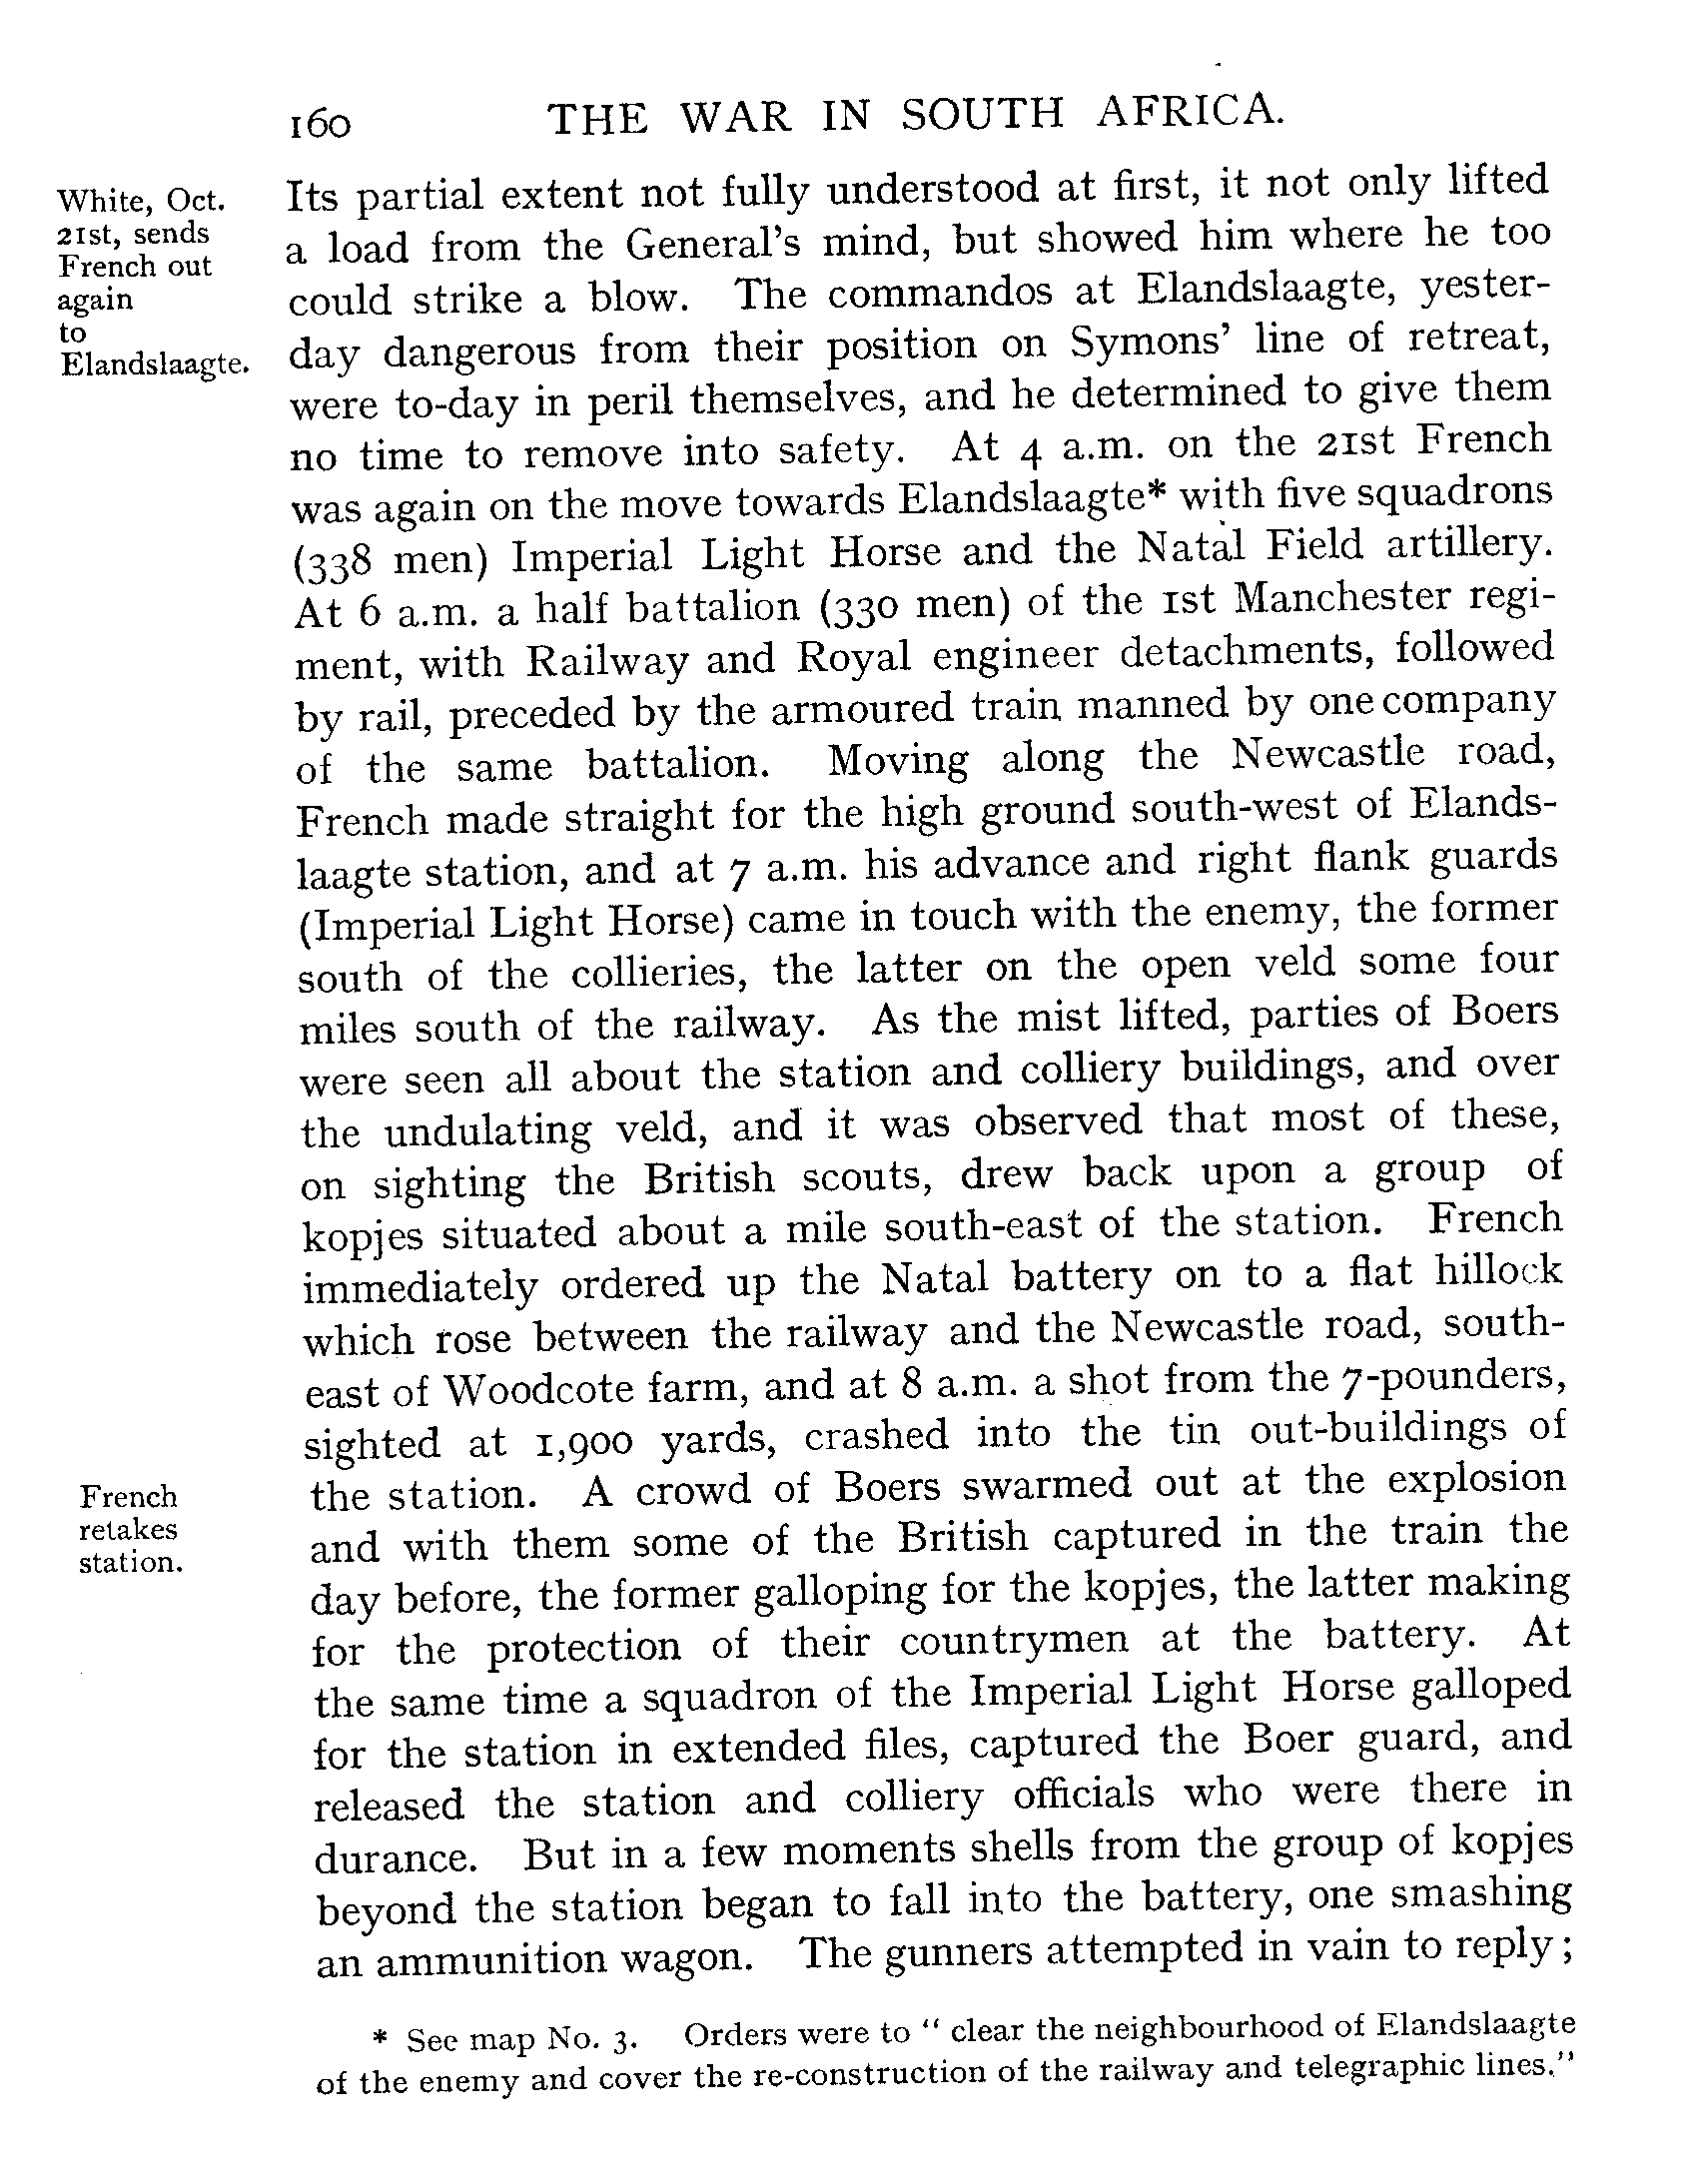 160 THE WAR IN SOUTH AFRICA.
White, Oct.
21st, sends
French out
again
to
Elandslaagte.
Its partial extent not fully understood at first, it not only lifted
a load from the General's mind, but showed him where he too
could strike a blow. The commandos at Elandslaagte, yester-
day dangerous from their position on Symons' line of retreat,
were to-day in peril themselves, and he determined to give them
no time to remove into safety. At 4 a.m. on the 21st French
was again on the move towards Elandslaagte* with five squadrons
(338 men) Imperial Light Horse and the Natal Field artillery.
At 6 a.m. a half battalion (330 men) of the 1st Manchester regi-
ment, with Railway and Royal engineer detachments, followed
by rail, preceded by the armoured train manned by one company
of the same battalion. Moving along the Newcastle road,
French made straight for the high ground south-west of Elands-
laagte station, and at 7 a.m. his advance and right flank guards
(Imperial Light Horse) came in touch with the enemy, the former
south of the collieries, the latter on the open veld some four
miles south of the railway. As the mist lifted, parties of Boers
were seen all about the station and colliery buildings, and over
the undulating veld, and it was observed that most of these,
on sighting the British scouts, drew back upon a group of
kopjes situated about a mile south-east of the station. French
immediately ordered up the Natal battery on to a flat hillock
which rose between the railway and the Newcastle road, south-
east of Woodcote farm, and at 8 a.m. a shot from the 7-pounders,
sighted at 1,900 yards, crashed into the tin out-buildings of
French
retakes
station.
the station. A crowd of Boers swarmed out at the explosion
and with them some of the British captured in the train the
day before, the former galloping for the kopjes, the latter making
for the protection of their countrymen at the battery. At
the same time a squadron of the Imperial Light Horse galloped
for the station in extended files, captured the Boer guard, and
released the station and colliery officials who were there in
durance. But in a few moments shells from the group of kopjes
beyond the station began to fall into the battery, one smashing
an ammunition wagon. The gunners attempted in vain to reply;
* See map No. 3. Orders were to "clear the neighbourhood of Elandslaagte
of the enemy and cover the re-construction of the railway and telegraphic lines."